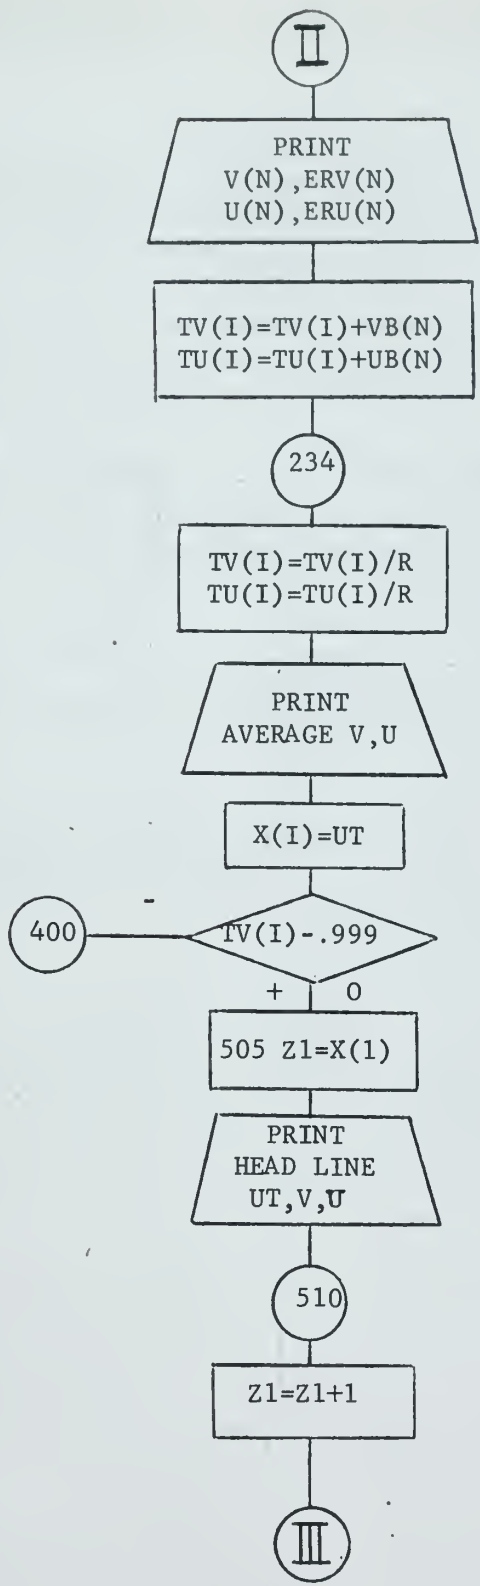 II
PRINT
V(N),ERV(N)
U(N),ERU(N)
TV(I)=TV(I)+VB(N)
TU(I)=TU(I)+UB(N)
234
TV(I)=TV(I)/R
TU(I)=TU(I)/R
PRINT
AVERAGE V,U
X(I)=UT
-
400
TV(I)-.999
+ 0
505 Z1=X(1)
PRINT
HEAD LINE
UT,V,U
510
Z1=Z1+1
III